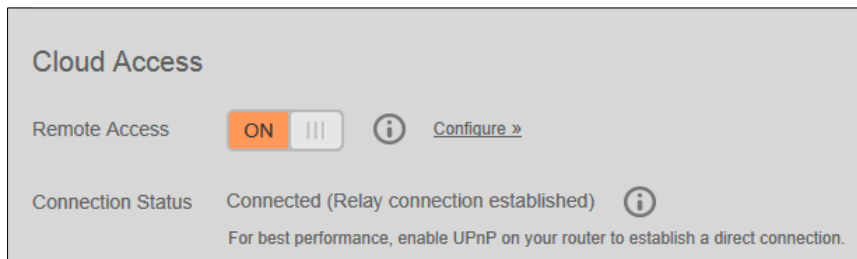 Cloud Access
Remote Access ON Configure »
Connection Status Connected (Relay connection established)
For best performance, enable UPnP on your router to establish a direct connection.